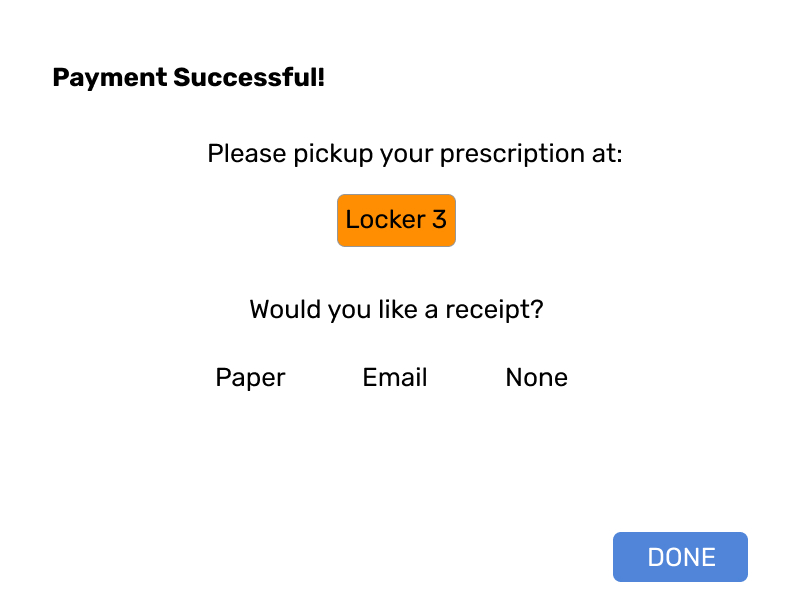 Payment Successful!
Please pickup your prescription at:
Locker 3
Would you like a receipt?
Paper Email None
DONE